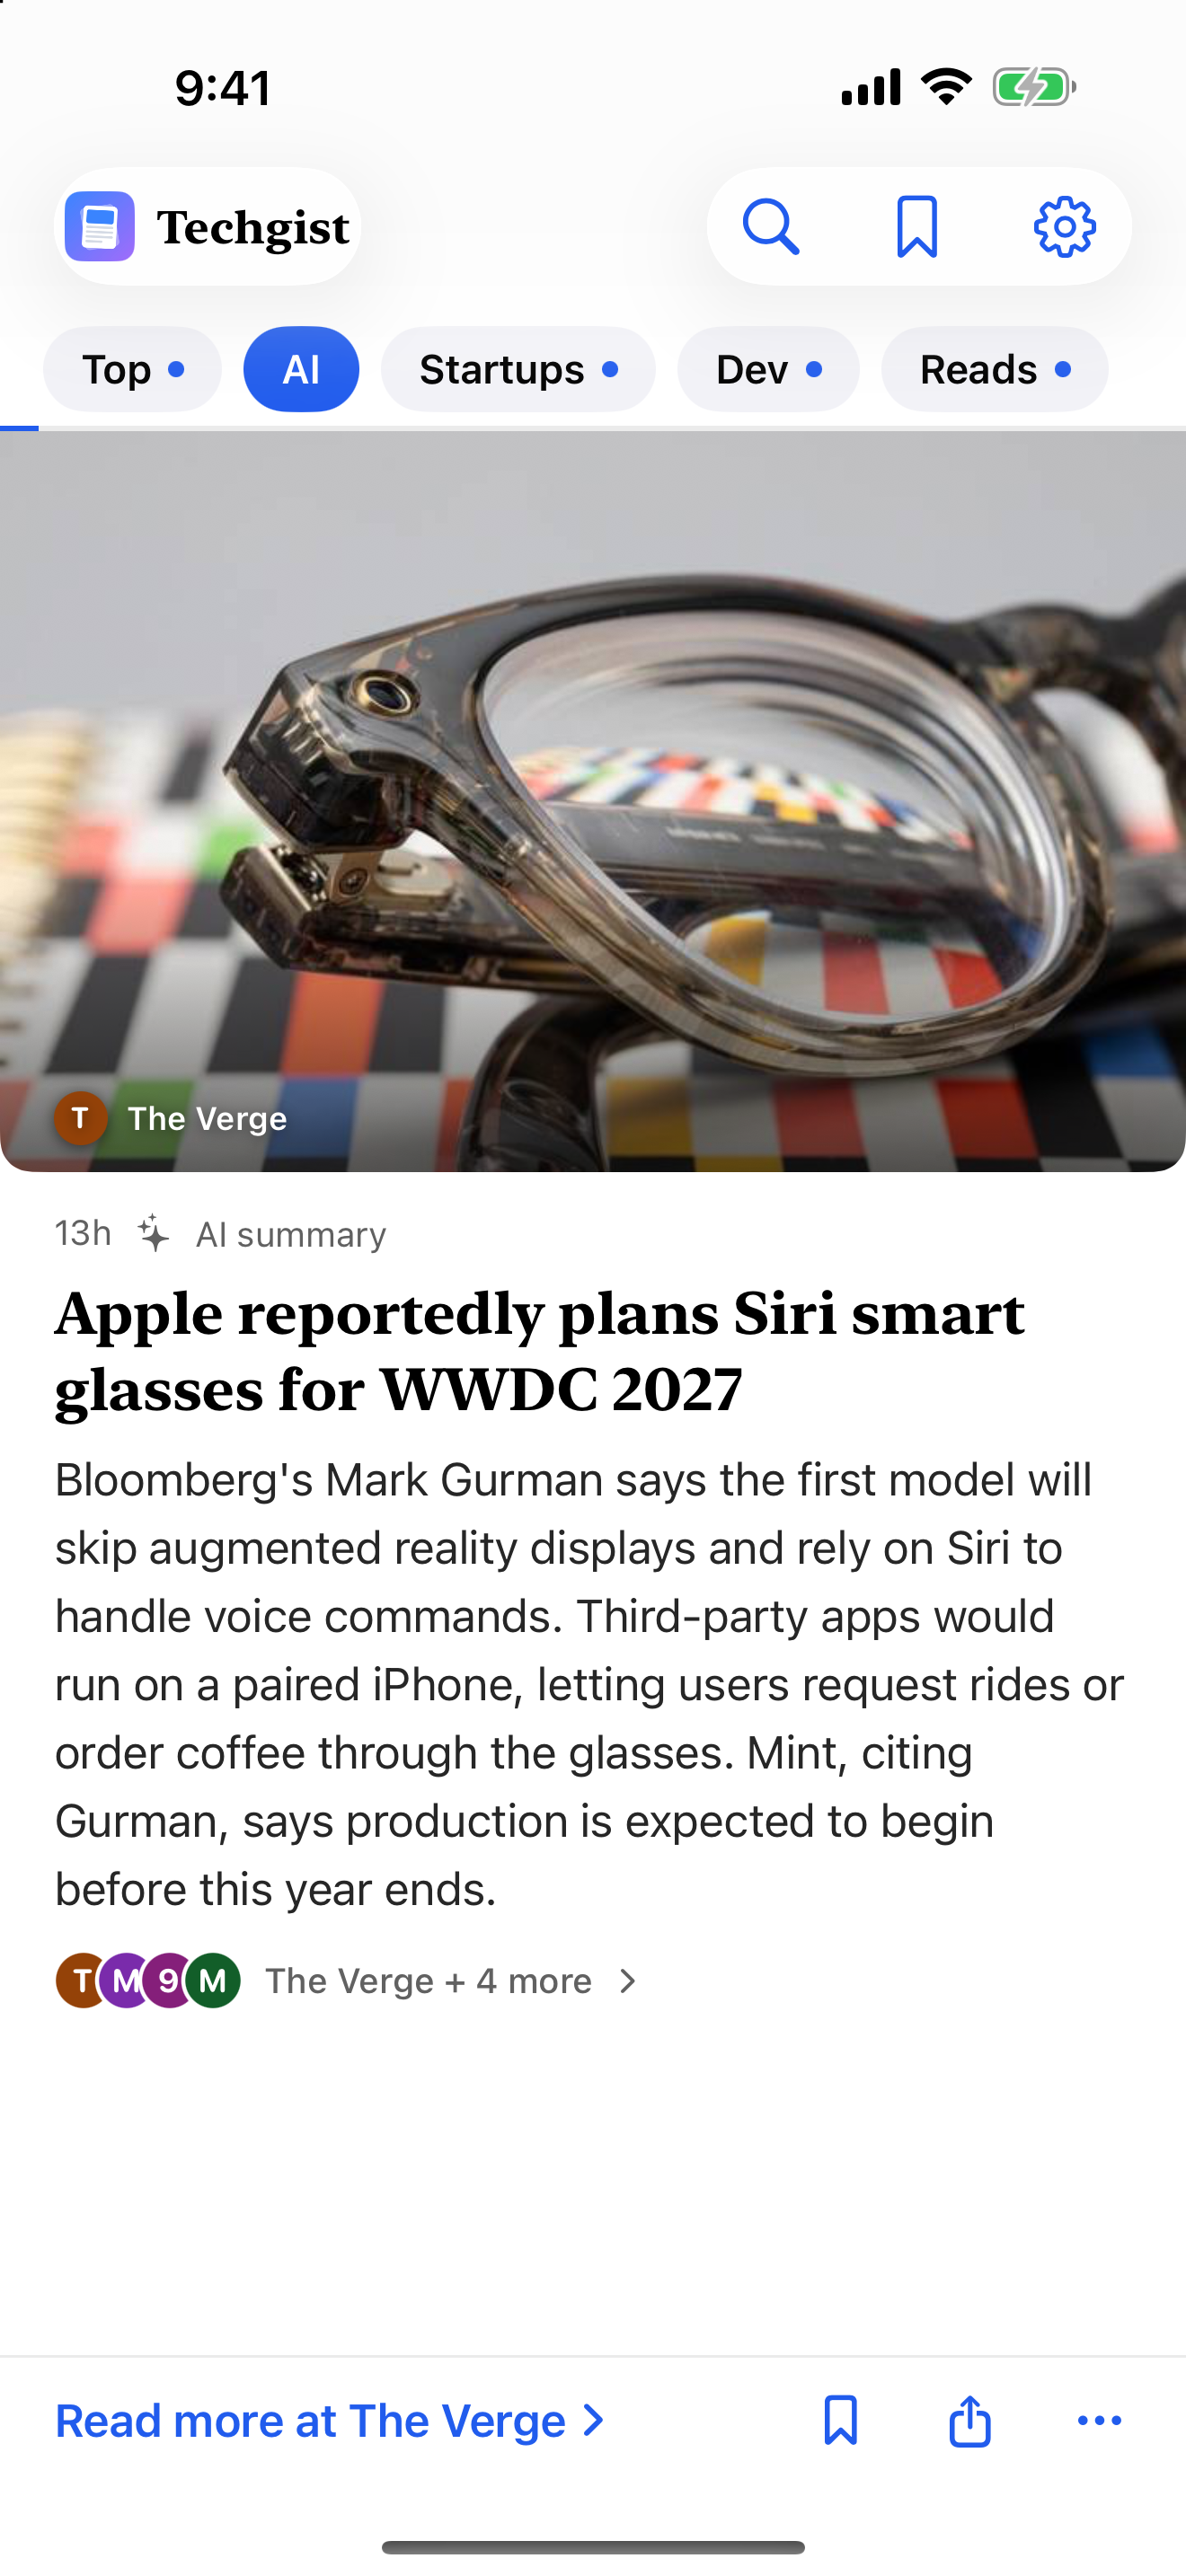 9:41
Techgist
Top
AI
Startups
Dev
Reads
T The Verge
13h AI summary
Apple reportedly plans Siri smart
glasses for WWDC 2027
Bloomberg's Mark Gurman says the first model will
skip augmented reality displays and rely on Siri to
handle voice commands. Third-party apps would
run on a paired iPhone, letting users request rides or
order coffee through the glasses. Mint, citing
Gurman, says production is expected to begin
before this year ends.
T M 9 M The Verge + 4 more
Read more at The Verge